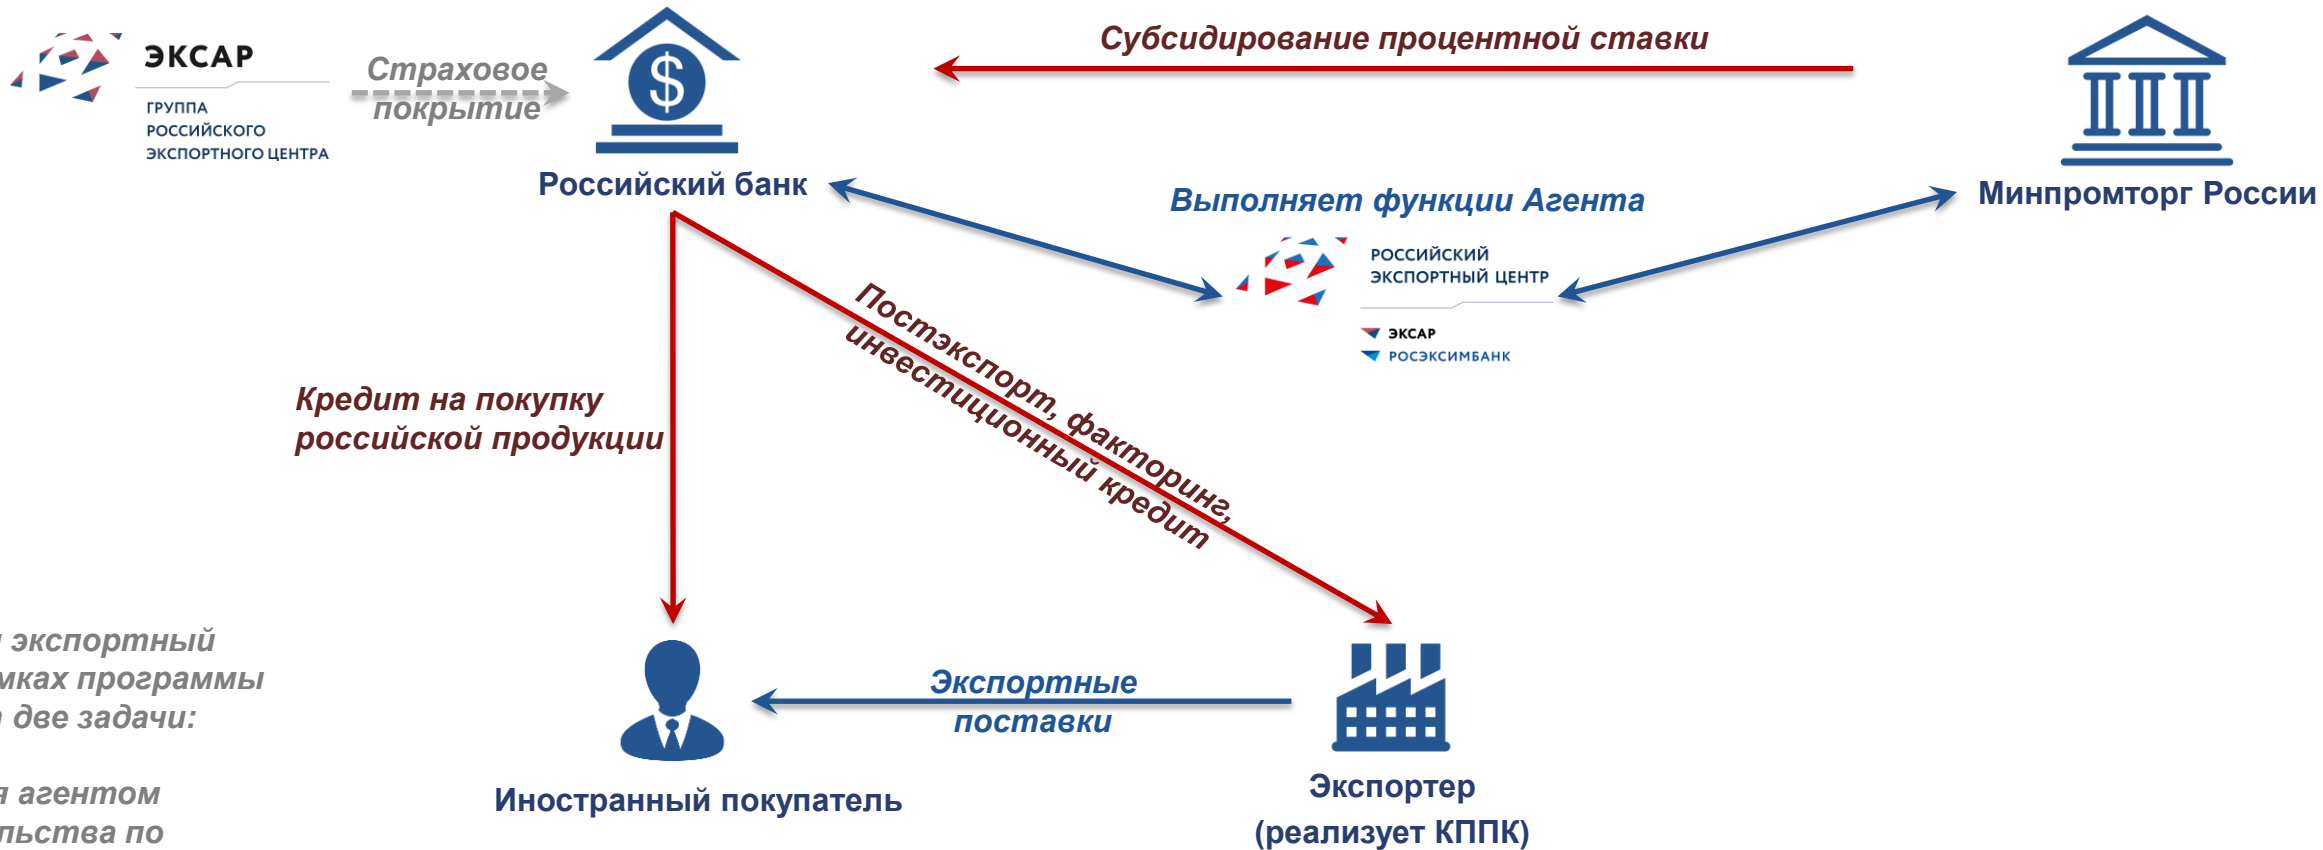 ЭКСАР
ГРУППА
РОССИЙСКОГО
ЭКСПОРТНОГО ЦЕНТРА
Страховое
покрытие
$
Российский банк
Субсидирование процентной ставки
Минпромторг России
Выполняет функции Агента
РОССИЙСКИЙ
ЭКСПОРТНЫЙ ЦЕНТР
ЭКСАР
РОСЭКСИМБАНК
Постэкспорт, факторинг,
инвестиционный кредит
Кредит на покупку
российской продукции
экспортный
программы
две задачи:
агентом
по
Экспортные
поставки
Иностранный покупатель
Экспортер
(реализует КППК)